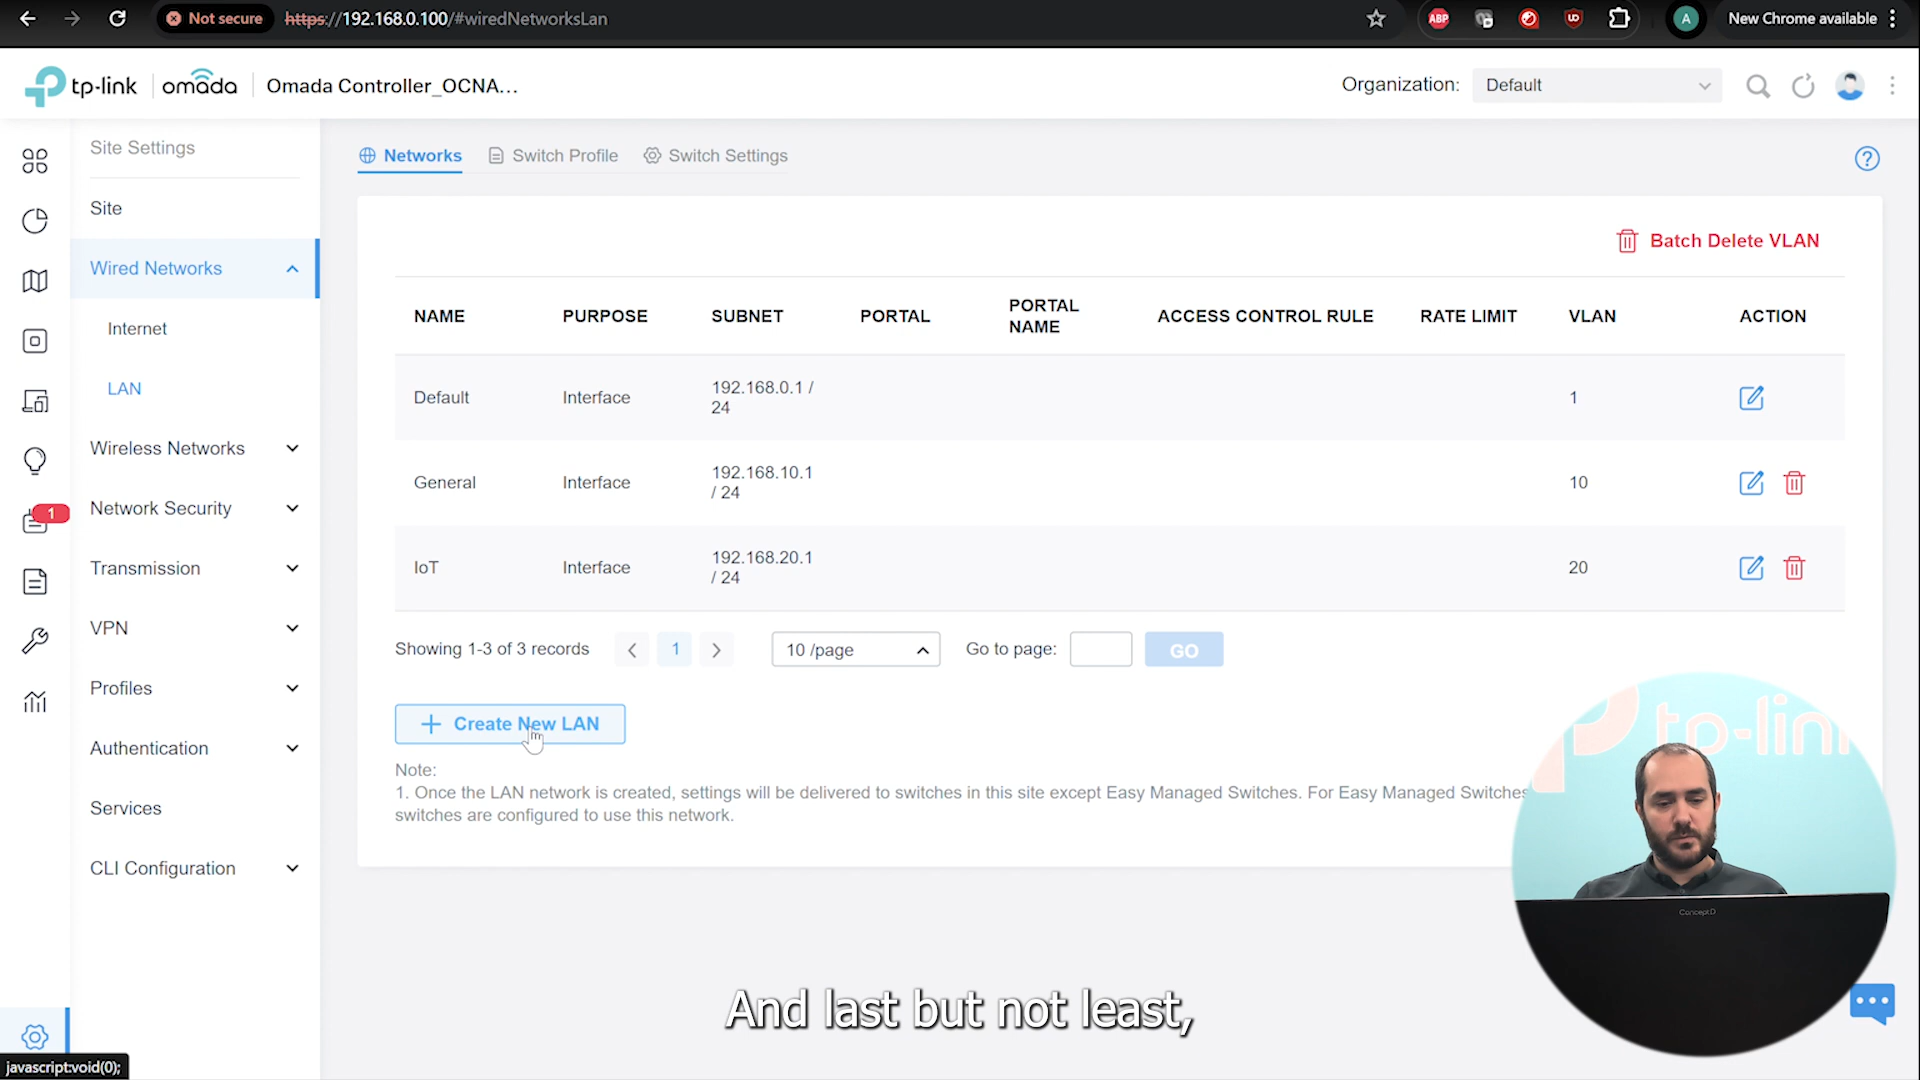 Not secure
https://192.168.0.100/#wiredNetworksLan
ABP
UD
A
New Chrome available
tp-link
omada
Omada Controller_OCNA...
Organization:
Default
Site Settings
Site
Wired Networks
Internet
LAN
Wireless Networks
Network Security
1
Transmission
VPN
Profiles
Authentication
Services
CLI Configuration
Networks
Switch Profile
Switch Settings
Batch Delete VLAN
NAME
PURPOSE
SUBNET
PORTAL
PORTAL
NAME
ACCESS CONTROL RULE
RATE LIMIT
VLAN
ACTION
Default
Interface
192.168.0.1 /
24
1
General
Interface
192.168.10.1
/ 24
10
IoT
Interface
192.168.20.1
/ 24
20
Showing 1-3 of 3 records
1
10 /page
Go to page:
GO
Create New LAN
Note:
1. Once the LAN network is created, settings will be delivered to switches in this site except Easy Managed Switches. For Easy Managed Switches
switches are configured to use this network.
tp-link
ConceptD
And last but not least,
javascript:void(0);